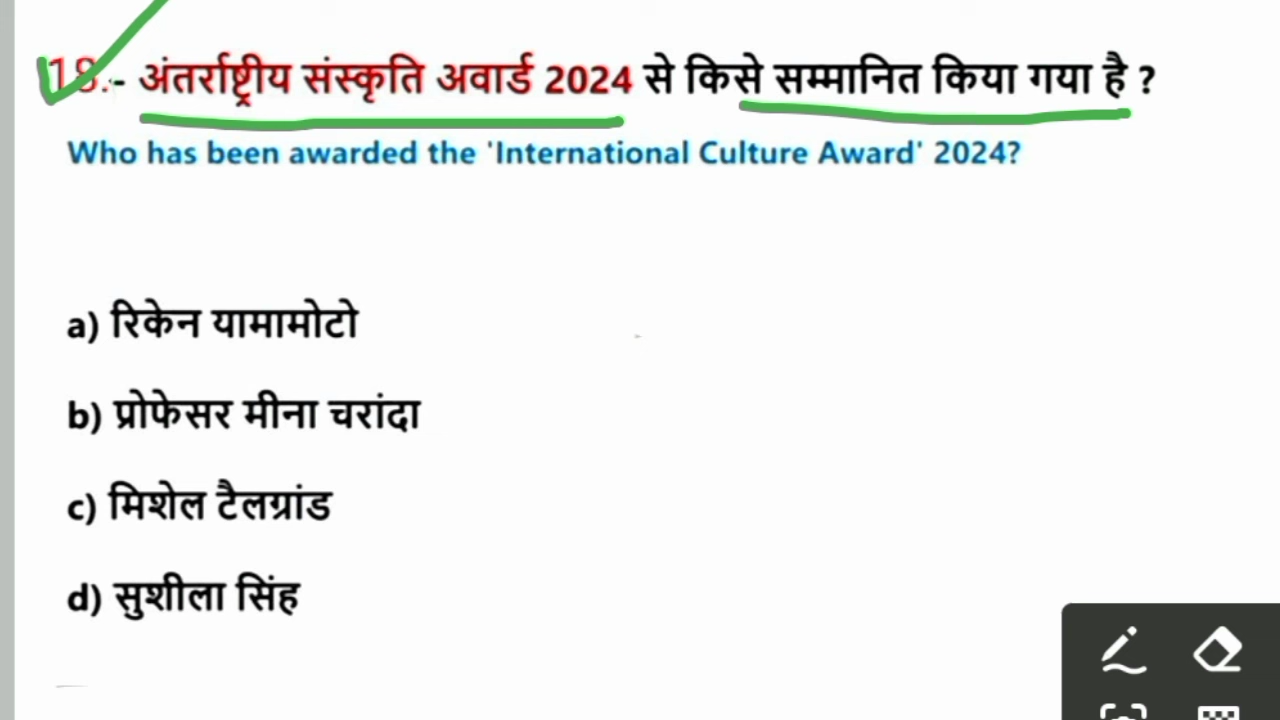 18.- अंतर्राष्ट्रीय संस्कृति अवार्ड 2024 से किसे सम्मानित किया गया है ?
Who has been awarded the 'International Culture Award' 2024?
a) रिकेन यामामोटो
b) प्रोफेसर मीना चरांदा
c) मिशेल टैलग्रांड
d) सुशीला सिंह